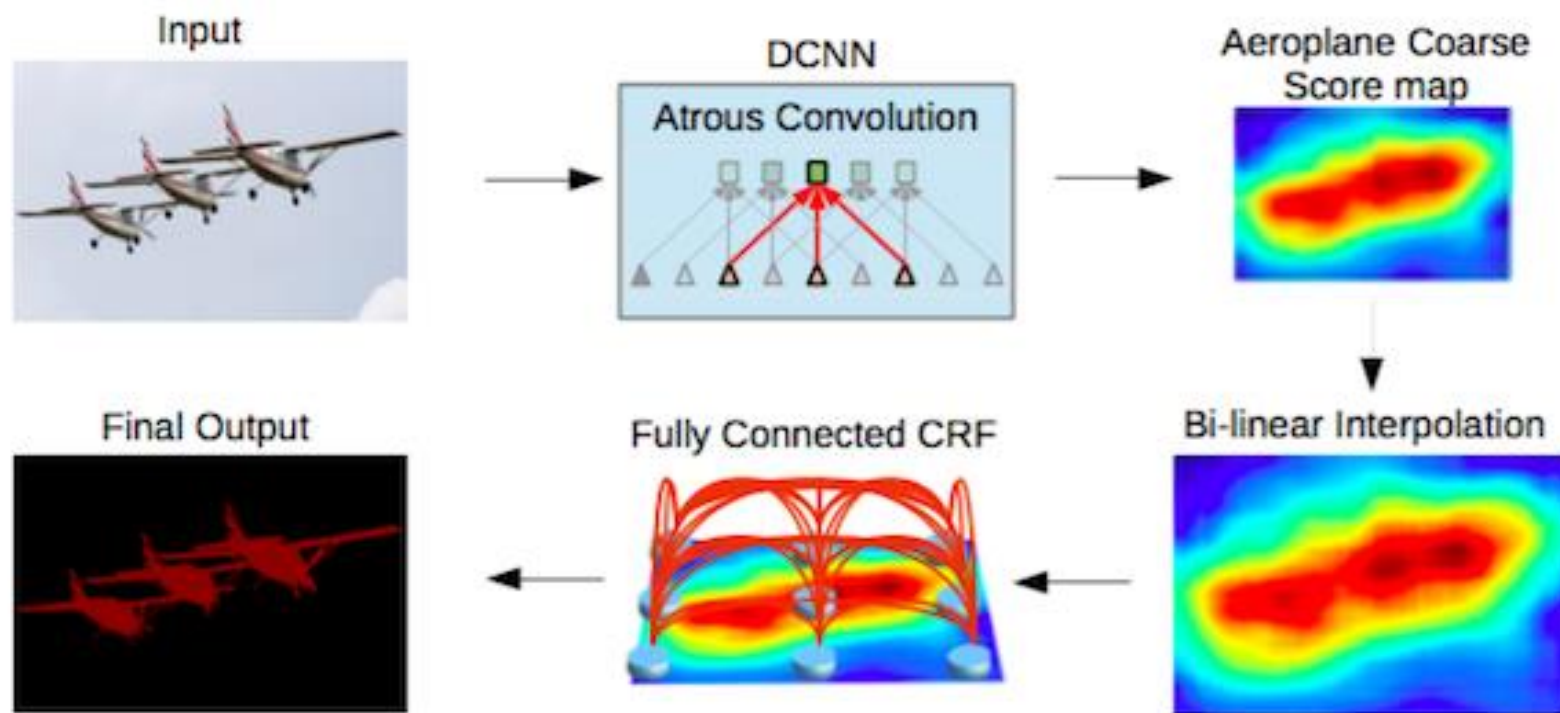 Input
DCNN
Atrous Convolution
Aeroplane Coarse
Score map
Bi-linear Interpolation
Fully Connected CRF
Final Output